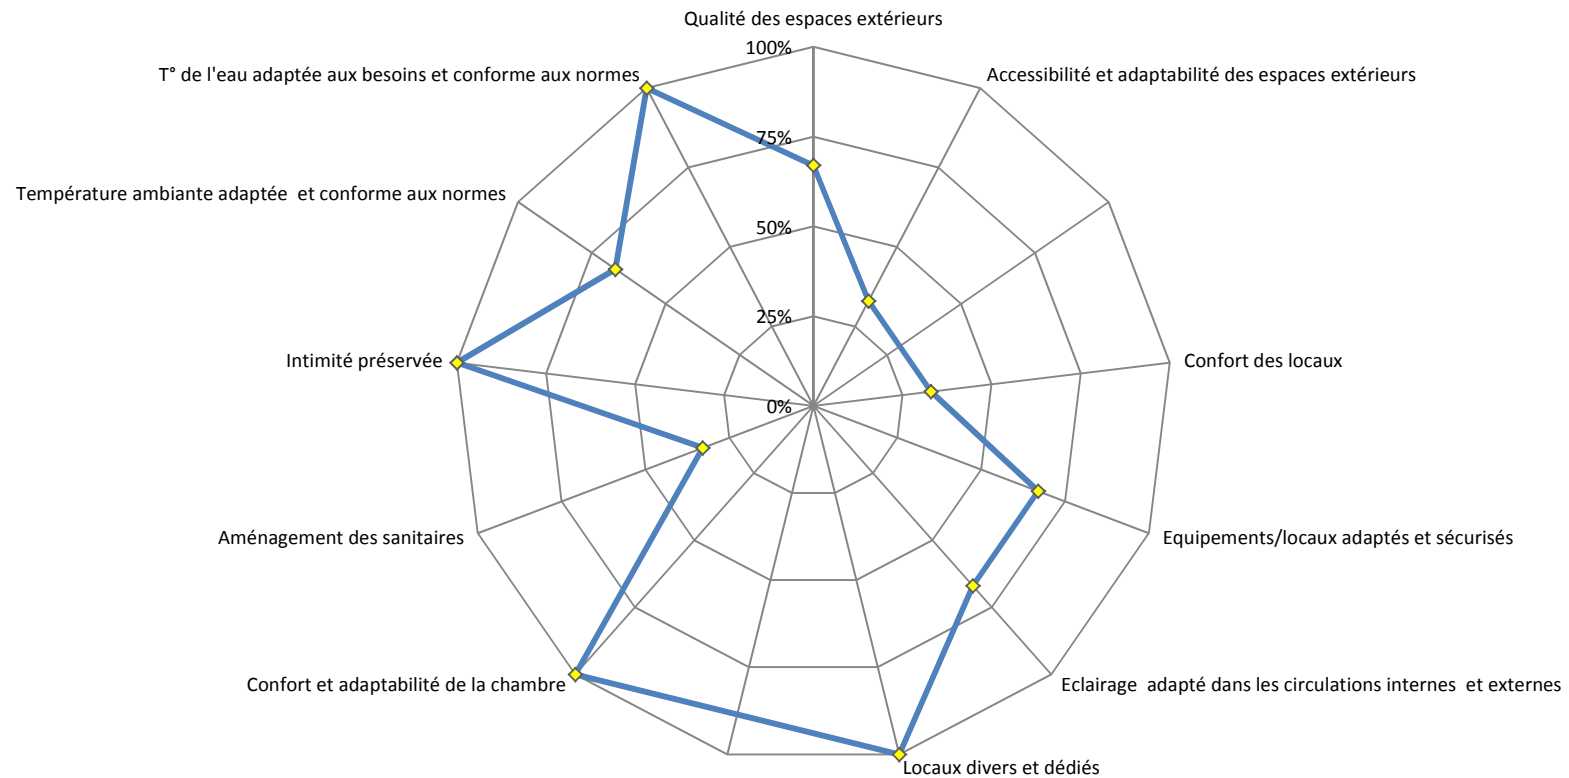 Qualité des espaces extérieurs
100%
T° de l'eau adaptée aux besoins et conforme aux normes
Accessibilité et adaptabilité des espaces extérieurs
75%
Température ambiante adaptée  et conforme aux normes
50%
25%
Intimité préservée
Confort des locaux
0%
Aménagement des sanitaires
Equipements/locaux adaptés et sécurisés
Confort et adaptabilité de la chambre
Eclairage  adapté dans les circulations internes  et externes
Locaux divers et dédiés